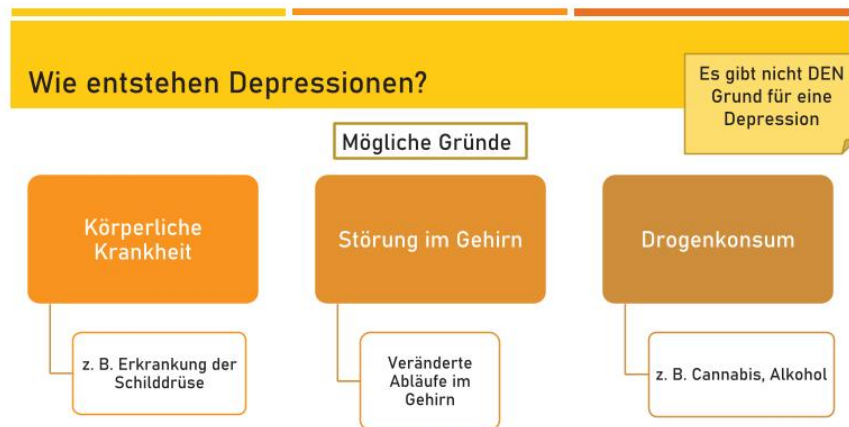 Wie entstehen Depressionen?
Es gibt nicht DEN
Grund für eine
Depression
Mögliche Gründe
Körperliche
Krankheit
z. B. Erkrankung der
Schilddrüse
Störung im Gehirn
Veränderte
Abläufe im
Gehirn
Drogenkonsum
z. B. Cannabis, Alkohol